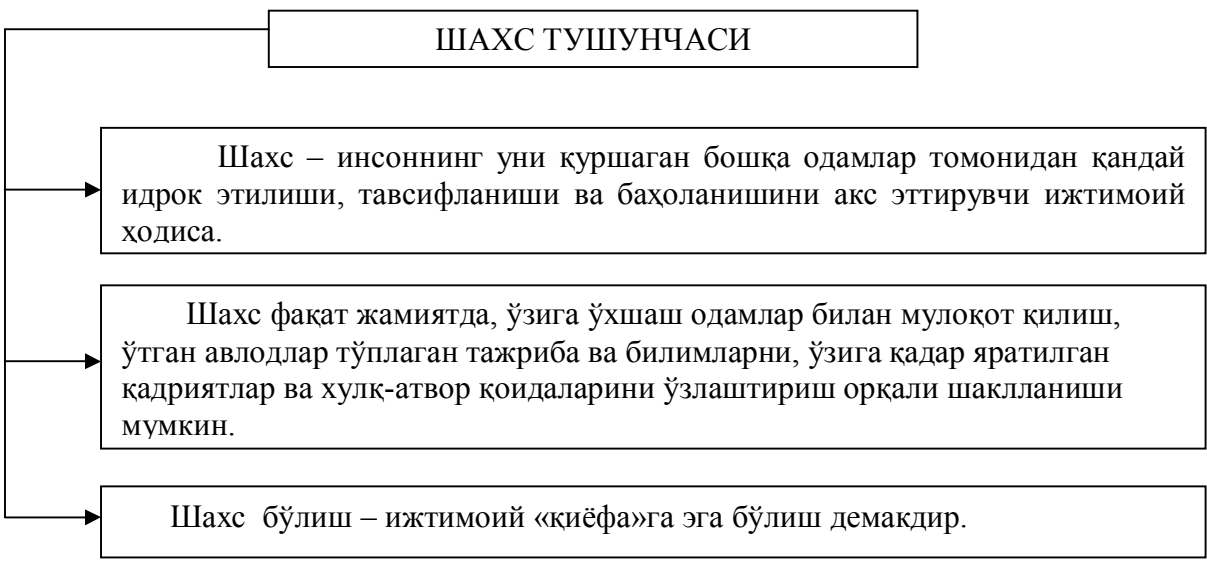 ШАХС ТУШУНЧАСИ
Шахс – инсоннинг уни қуршаган бошқа одамлар томонидан қандай
идрок этилиши, тавсифланиши ва баҳоланишини акс эттирувчи ижтимоий
ҳодиса.
Шахс фақат жамиятда, ўзига ўхшаш одамлар билан мулоқот қилиш,
ўтган авлодлар тўплаган тажриба ва билимларни, ўзига қадар яратилган
қадриятлар ва хулқ-атвор қоидаларини ўзлаштириш орқали шаклланиши
мумкин.
Шахс бўлиш – ижтимоий «қиёфа»га эга бўлиш демакдир.